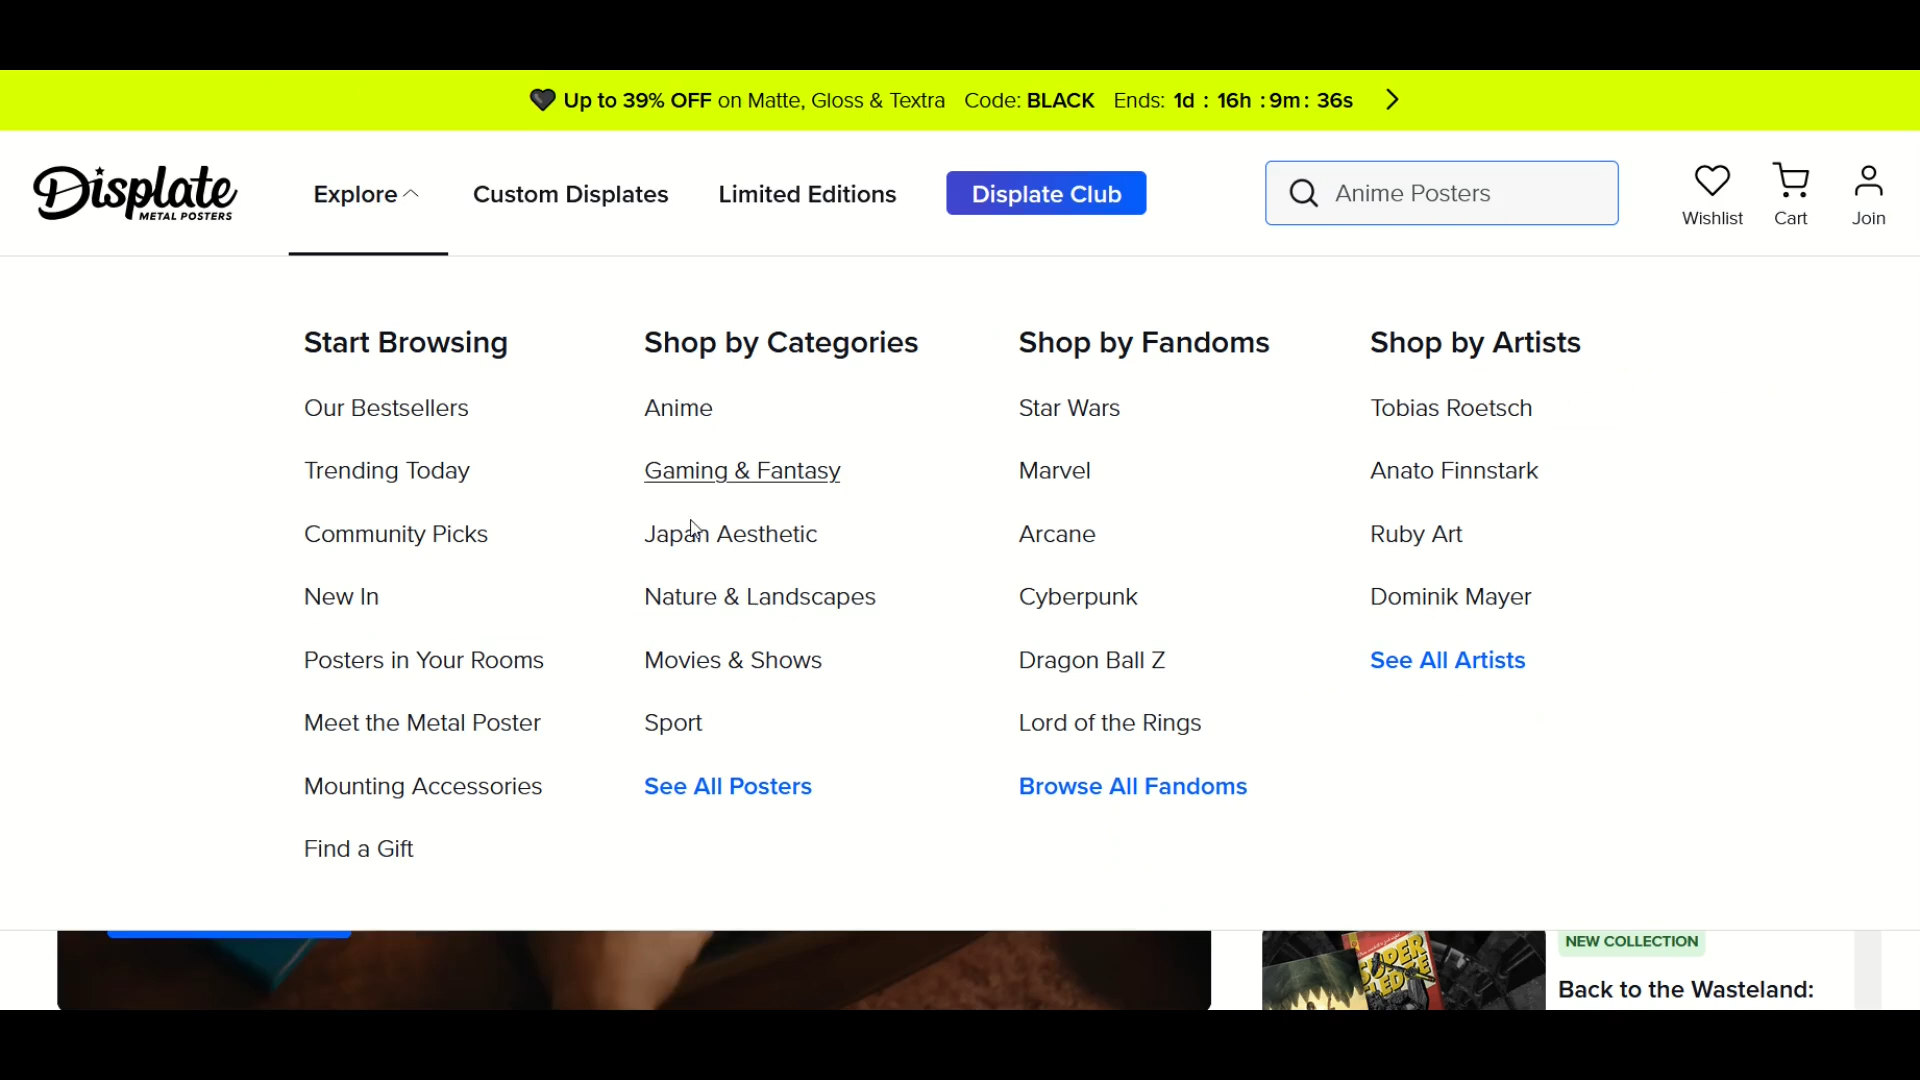 Up to 39% OFF on Matte, Gloss & Textra Code: BLACK Ends: 1d : 16h : 9m : 36s
Displate
METAL POSTERS
Explore
Custom Displates
Limited Editions
Displate Club
Anime Posters
Wishlist
Cart
Join
Start Browsing
Our Bestsellers
Trending Today
Community Picks
New In
Posters in Your Rooms
Meet the Metal Poster
Mounting Accessories
Find a Gift
Shop by Categories
Anime
Gaming & Fantasy
Japan Aesthetic
Nature & Landscapes
Movies & Shows
Sport
See All Posters
Shop by Fandoms
Star Wars
Marvel
Arcane
Cyberpunk
Dragon Ball Z
Lord of the Rings
Browse All Fandoms
Shop by Artists
Tobias Roetsch
Anato Finnstark
Ruby Art
Dominik Mayer
See All Artists
NEW COLLECTION
Back to the Wasteland: